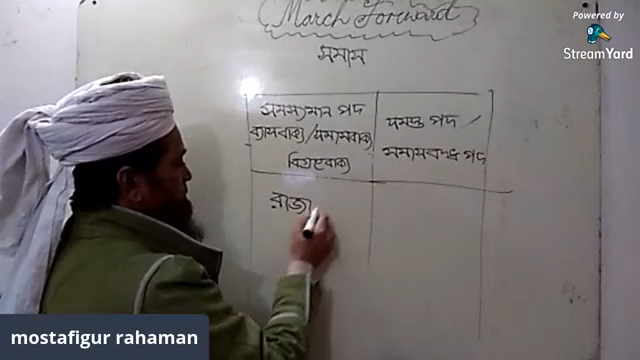 March Forward
সমাস
সমস্যমান পদ
ব্যাসবাক্য/সমাসবাক্য
বিগ্রহবাক্য
সমস্ত পদ /
সমাসবদ্ধ পদ
রাজা
Powered by
StreamYard
mostafigur rahaman